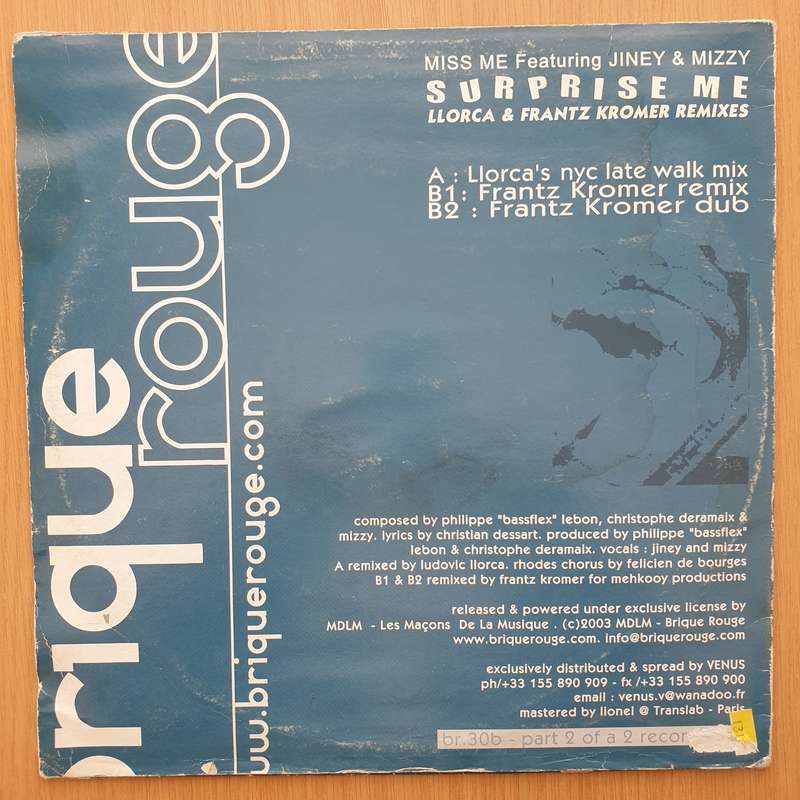 MISS ME Featuring JINEY & MIZZY
SURPRISE ME
LLORCA & FRANTZ KROMER REMIXES
A : Llorca's nyc late walk mix
B1: Frantz Kromer remix
B2 : Frantz Kromer dub
brique
rouge
www.briquerouge.com
composed by philippe "bassflex" lebon, christophe deramaix &
mizzy. lyrics by christian dessart. produced by philippe "bassflex"
lebon & christophe deramaix. vocals : jiney and mizzy
A remixed by ludovic llorca. rhodes chorus by felicien de bourges
B1 & B2 remixed by frantz kromer for mehkooy productions
released & powered under exclusive license by
MDLM - Les Maçons De La Musique . (c)2003 MDLM - Brique Rouge
www.briquerouge.com. info@briquerouge.com
exclusively distributed & spread by VENUS
ph/+33 155 890 909 - fx /+33 155 890 900
email : venus.v@wanadoo.fr
mastered by lionel @ Translab - Paris
br.30b - part 2 of a 2 recor